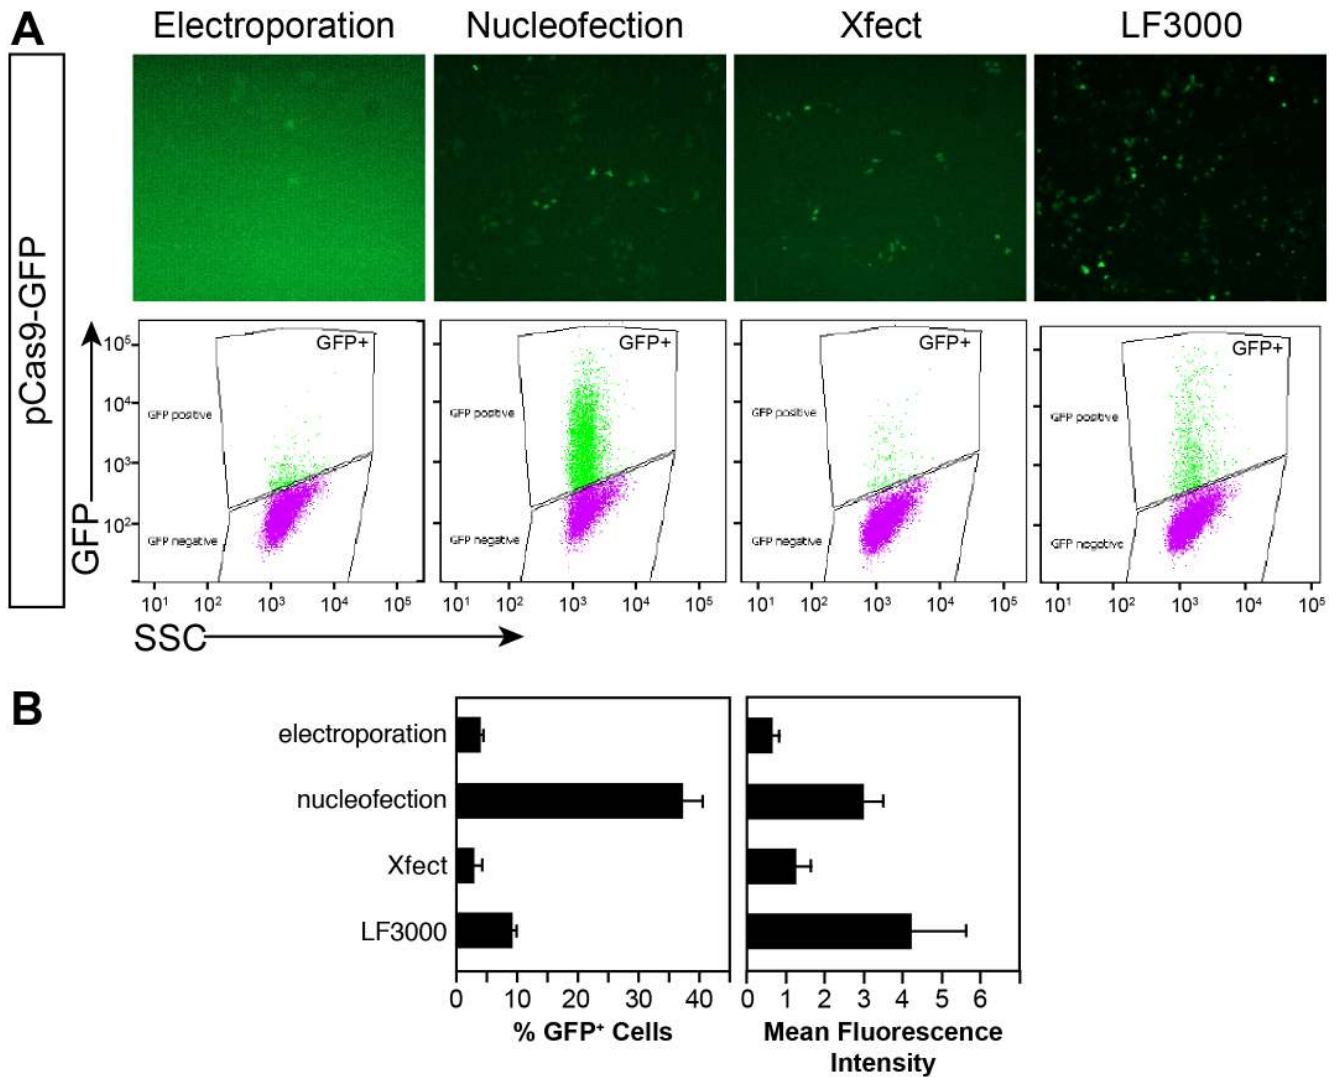 A
Electroporation
Nucleofection
Xfect
LF3000
pCas9-GFP
GFP
10⁵
10⁴
10³
10²
GFP+
GFP positive
GFP negative
GFP+
GFP positive
GFP negative
GFP+
GFP positive
GFP negative
GFP+
GFP positive
GFP negative
10¹ 10² 10³ 10⁴ 10⁵
10¹ 10² 10³ 10⁴ 10⁵
10¹ 10² 10³ 10⁴ 10⁵
10¹ 10² 10³ 10⁴ 10⁵
SSC
B
electroporation
nucleofection
Xfect
LF3000
0 10 20 30 40
% GFP⁺ Cells
0 1 2 3 4 5 6
Mean Fluorescence
Intensity